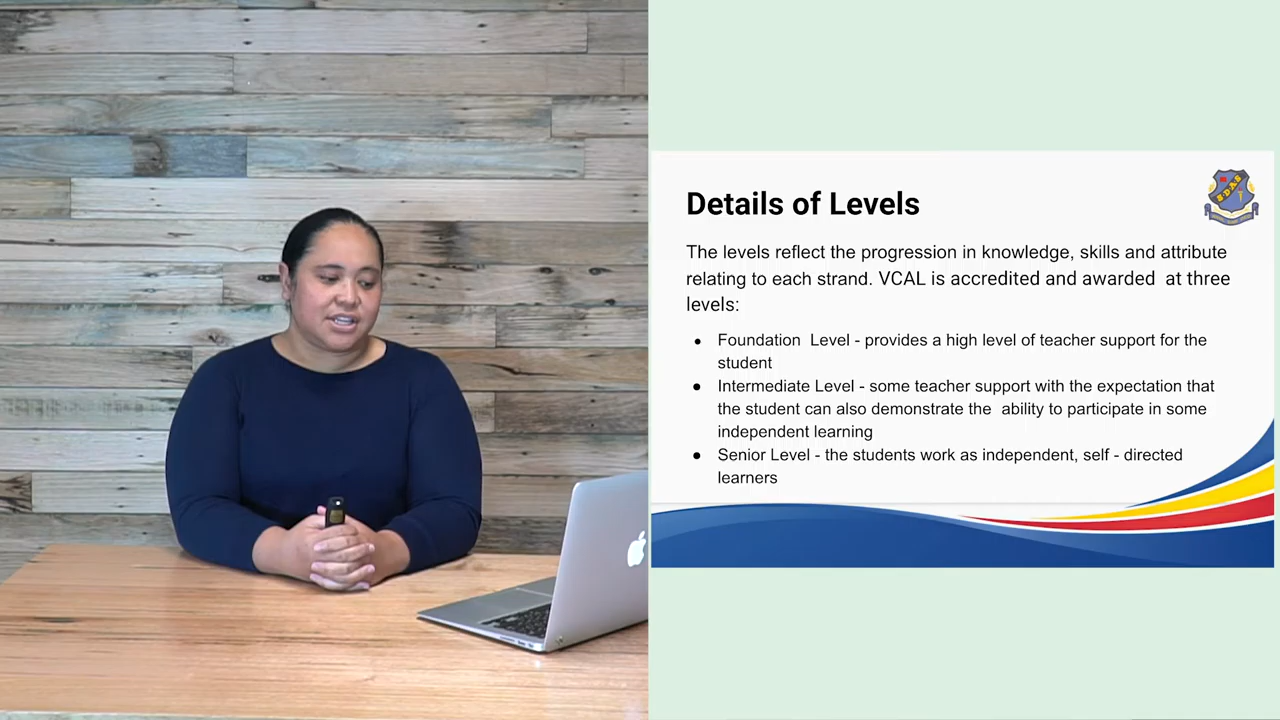 Details of Levels
The levels reflect the progression in knowledge, skills and attribute
relating to each strand. VCAL is accredited and awarded at three
levels:
● Foundation Level - provides a high level of teacher support for the
student
● Intermediate Level - some teacher support with the expectation that
the student can also demonstrate the ability to participate in some
independent learning
● Senior Level - the students work as independent, self - directed
learners